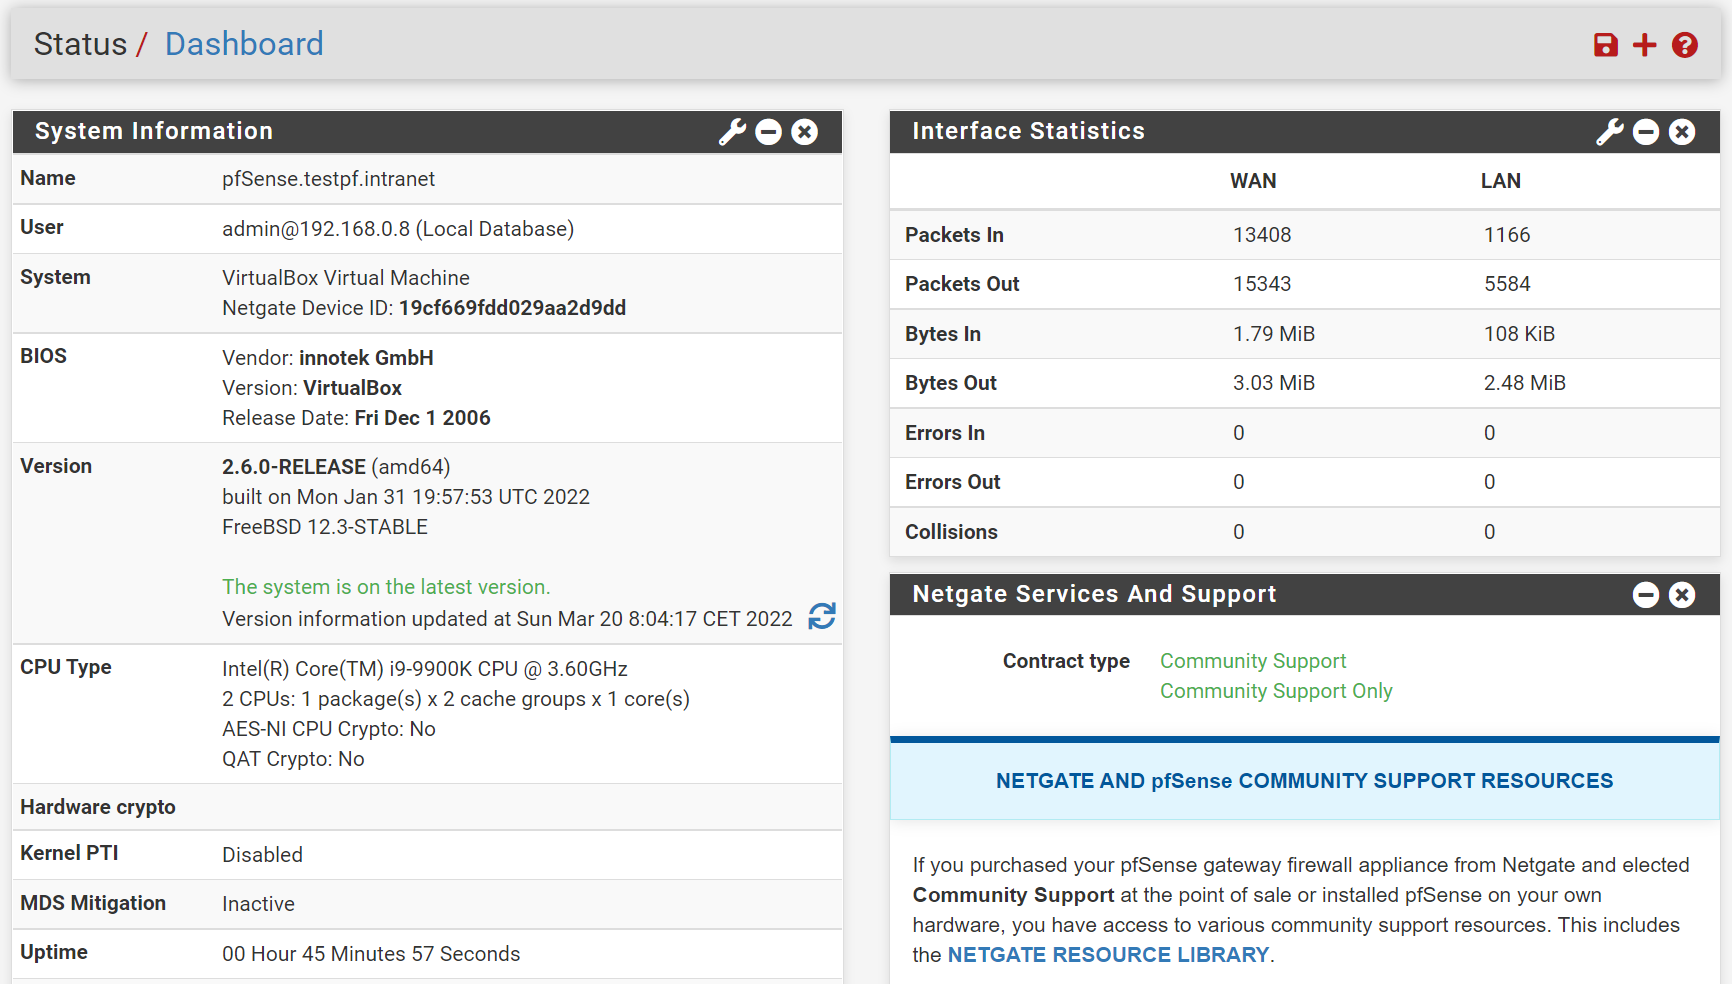 Status / Dashboard
System Information
Name pfSense.testpf.intranet
User admin@192.168.0.8 (Local Database)
System VirtualBox Virtual Machine
Netgate Device ID: 19cf669fdd029aa2d9dd
BIOS Vendor: innotek GmbH
Version: VirtualBox
Release Date: Fri Dec 1 2006
Version 2.6.0-RELEASE (amd64)
built on Mon Jan 31 19:57:53 UTC 2022
FreeBSD 12.3-STABLE
The system is on the latest version.
Version information updated at Sun Mar 20 8:04:17 CET 2022
CPU Type Intel(R) Core(TM) i9-9900K CPU @ 3.60GHz
2 CPUs: 1 package(s) x 2 cache groups x 1 core(s)
AES-NI CPU Crypto: No
QAT Crypto: No
Hardware crypto
Kernel PTI Disabled
MDS Mitigation Inactive
Uptime 00 Hour 45 Minutes 57 Seconds
Interface Statistics
WAN LAN
Packets In 13408 1166
Packets Out 15343 5584
Bytes In 1.79 MiB 108 KiB
Bytes Out 3.03 MiB 2.48 MiB
Errors In 0 0
Errors Out 0 0
Collisions 0 0
Netgate Services And Support
Contract type Community Support
Community Support Only
NETGATE AND pfSense COMMUNITY SUPPORT RESOURCES
If you purchased your pfSense gateway firewall appliance from Netgate and elected
Community Support at the point of sale or installed pfSense on your own
hardware, you have access to various community support resources. This includes
the NETGATE RESOURCE LIBRARY.